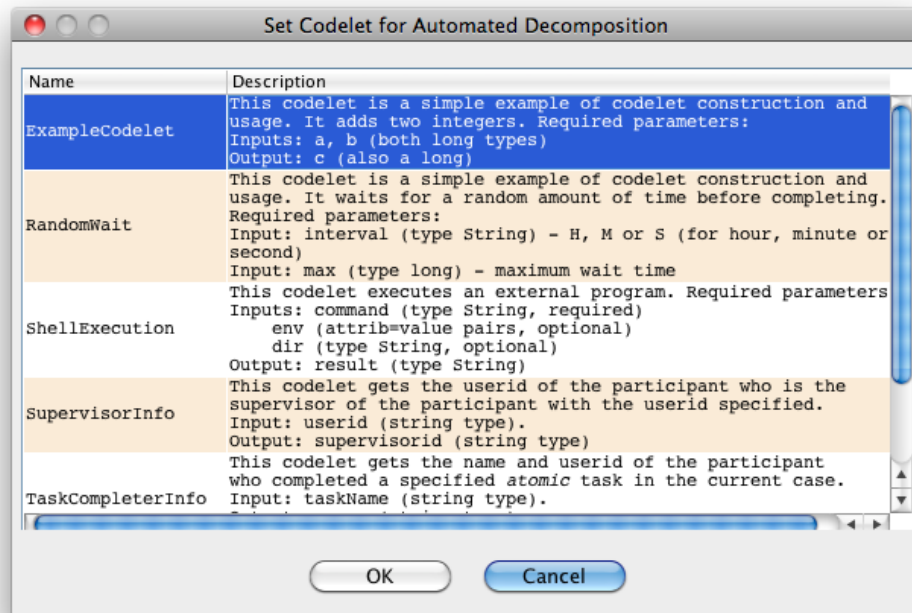 Set Codelet for Automated Decomposition
Name Description
ExampleCodelet
This codelet is a simple example of codelet construction and
usage. It adds two integers. Required parameters:
Inputs: a, b (both long types)
Output: c (also a long)
RandomWait
This codelet is a simple example of codelet construction and
usage. It waits for a random amount of time before completing.
Required parameters:
Input: interval (type String) - H, M or S (for hour, minute or
second)
Input: max (type long) - maximum wait time
ShellExecution
This codelet executes an external program. Required parameters
Inputs: command (type String, required)
env (attrib=value pairs, optional)
dir (type String, optional)
Output: result (type String)
SupervisorInfo
This codelet gets the userid of the participant who is the
supervisor of the participant with the userid specified.
Input: userid (string type).
Output: supervisorid (string type)
TaskCompleterInfo
This codelet gets the name and userid of the participant
who completed a specified atomic task in the current case.
Input: taskName (string type).
OK Cancel